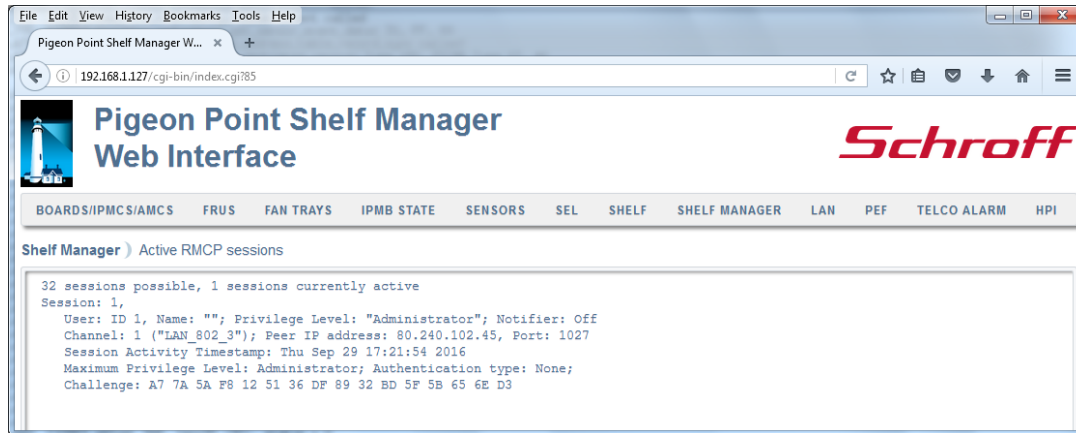 File Edit View History Bookmarks Tools Help
Pigeon Point Shelf Manager W... × +
192.168.1.127/cgi-bin/index.cgi?85
Pigeon Point Shelf Manager
Web Interface
Schroff
BOARDS/IPMCS/AMCS FRUS FAN TRAYS IPMB STATE SENSORS SEL SHELF SHELF MANAGER LAN PEF TELCO ALARM HPI
Shelf Manager ) Active RMCP sessions
32 sessions possible, 1 sessions currently active
Session: 1,
User: ID 1, Name: ""; Privilege Level: "Administrator"; Notifier: Off
Channel: 1 ("LAN_802_3"); Peer IP address: 80.240.102.45, Port: 1027
Session Activity Timestamp: Thu Sep 29 17:21:54 2016
Maximum Privilege Level: Administrator; Authentication type: None;
Challenge: A7 7A 5A F8 12 51 36 DF 89 32 BD 5F 5B 65 6E D3